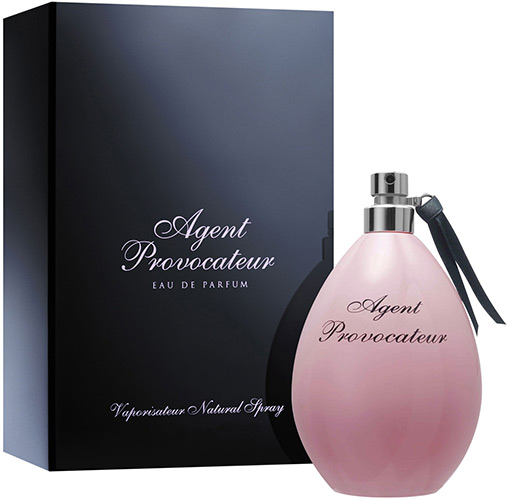 Agent
Provocateur
EAU DE PARFUM
Vaporisateur Natural Spray
Agent
Provocateur